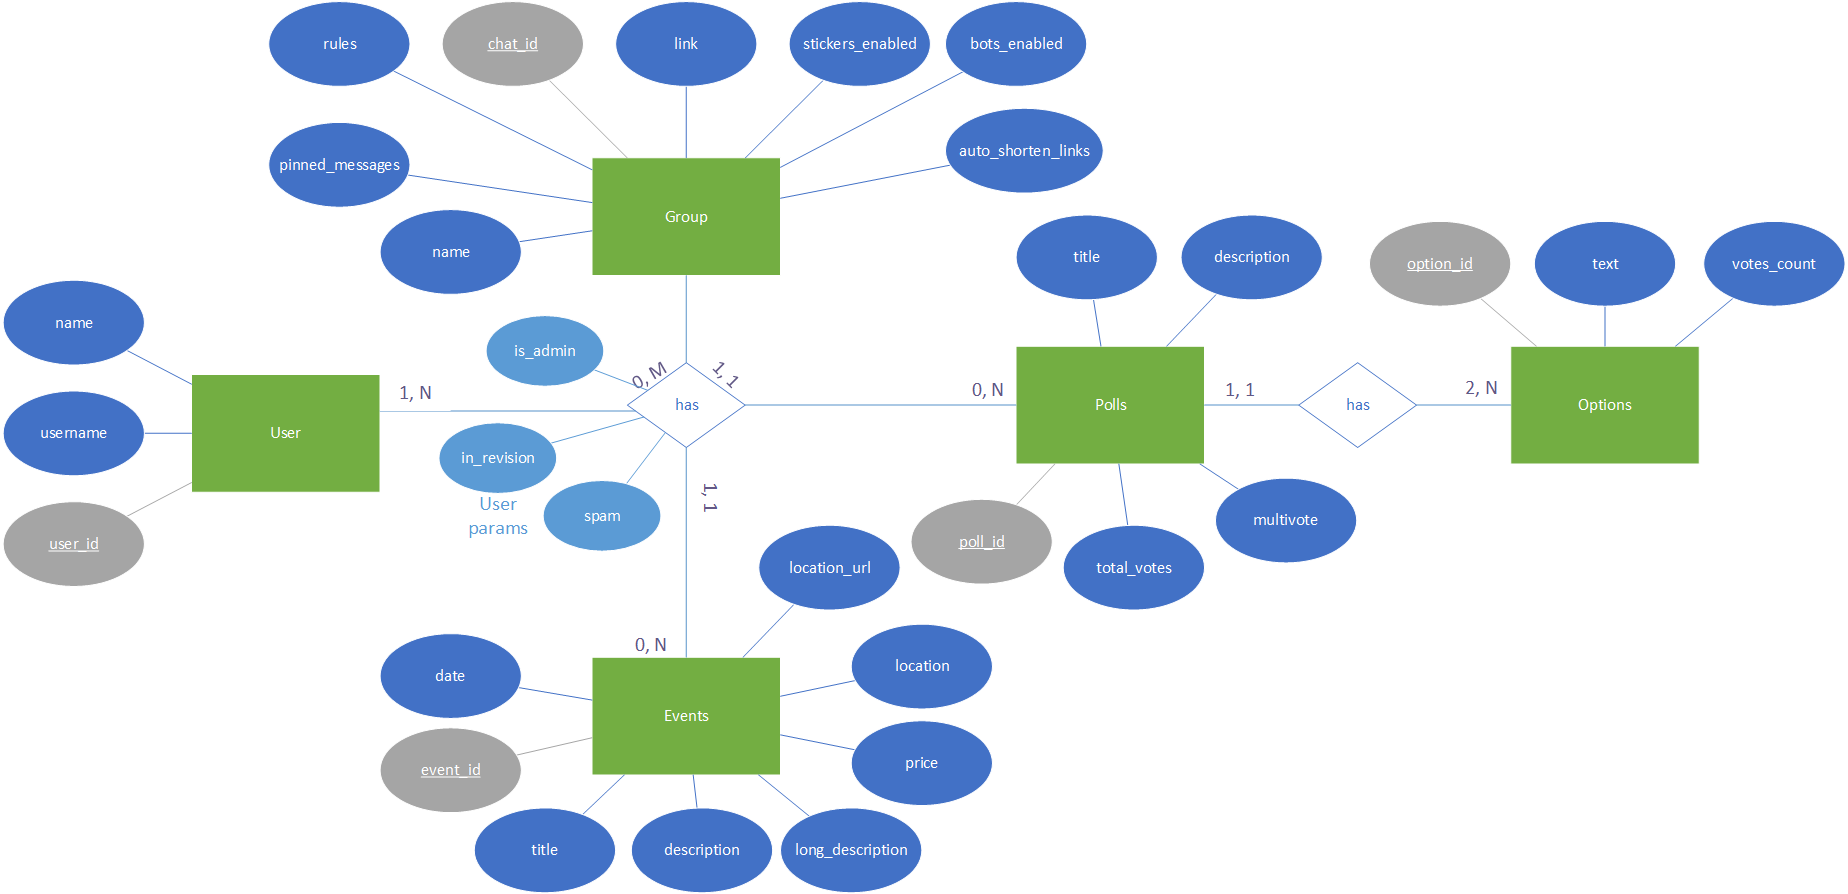 rules
chat_id
link
stickers_enabled
bots_enabled
pinned_messages
auto_shorten_links
Group
name
title
description
option_id
text
votes_count
name
is_admin
0, M
1, 1
1, N
has
0, N
Polls
1, 1
has
2, N
Options
username
User
in_revision
User
params
spam
1, 1
user_id
poll_id
total_votes
multivote
location_url
0, N
date
location
Events
event_id
price
title
description
long_description